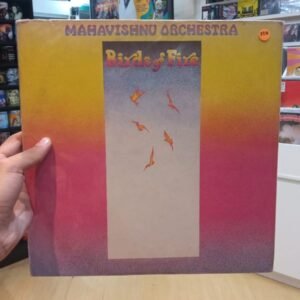 MAHAVISHNU ORCHESTRA
Birds of Fire